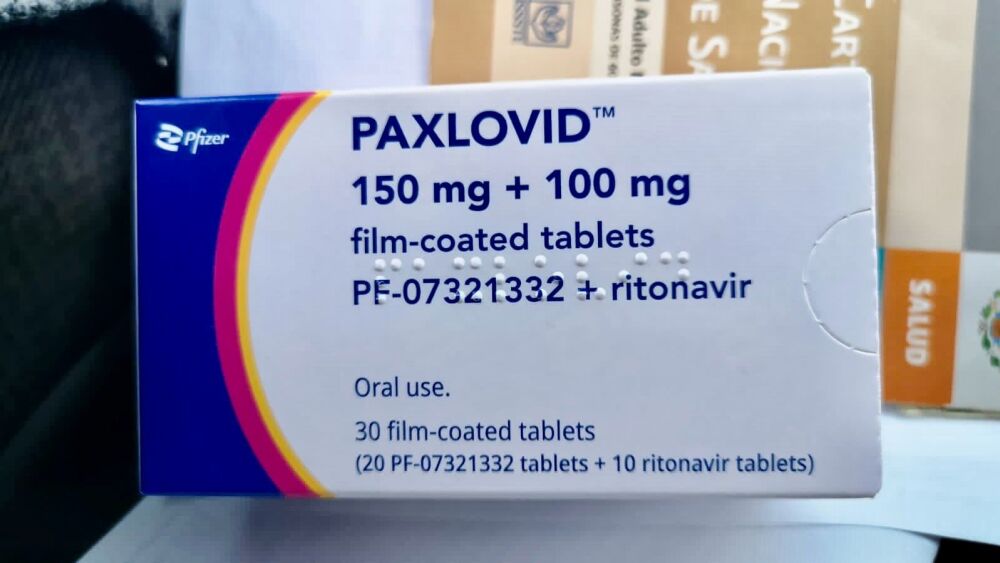 Pfizer
PAXLOVID™
150 mg + 100 mg
film-coated tablets
PF-07321332 + ritonavir
Oral use.
30 film-coated tablets
(20 PF-07321332 tablets + 10 ritonavir tablets)
SALUD